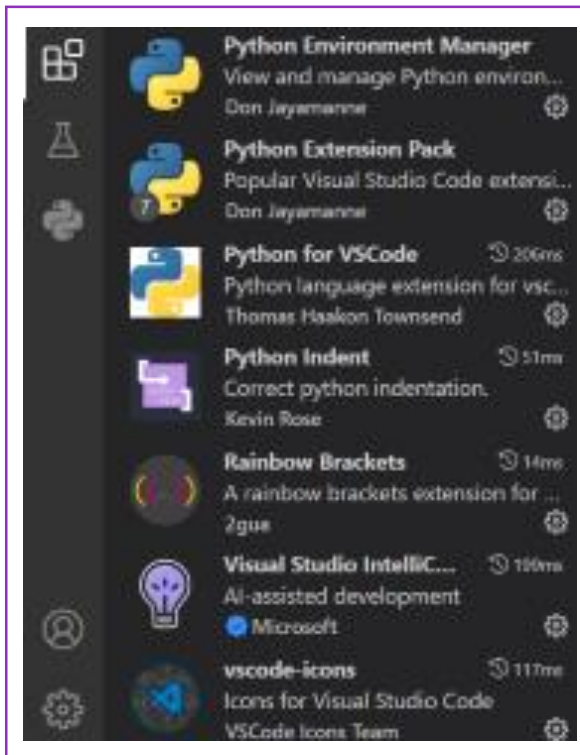 Python Environment Manager
View and manage Python environ...
Don Jayamanne
Python Extension Pack
Popular Visual Studio Code extensi...
7
Don Jayamanne
Python for VSCode 206ms
Python language extension for vsc...
Thomas Haakon Townsend
Python Indent 51ms
Correct python indentation.
Kevin Rose
Rainbow Brackets 14ms
A rainbow brackets extension for ...
2gua
Visual Studio IntelliC... 199ms
AI-assisted development
Microsoft
vscode-icons 117ms
Icons for Visual Studio Code
VSCode Icons Team